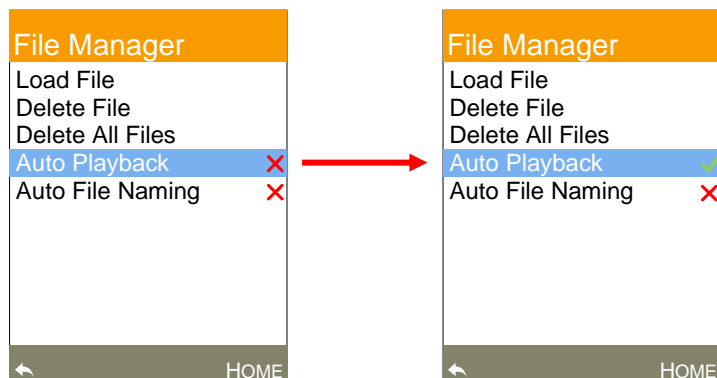 File Manager
Load File
Delete File
Delete All Files
Auto Playback
Auto File Naming
HOME
File Manager
Load File
Delete File
Delete All Files
Auto Playback
Auto File Naming
HOME